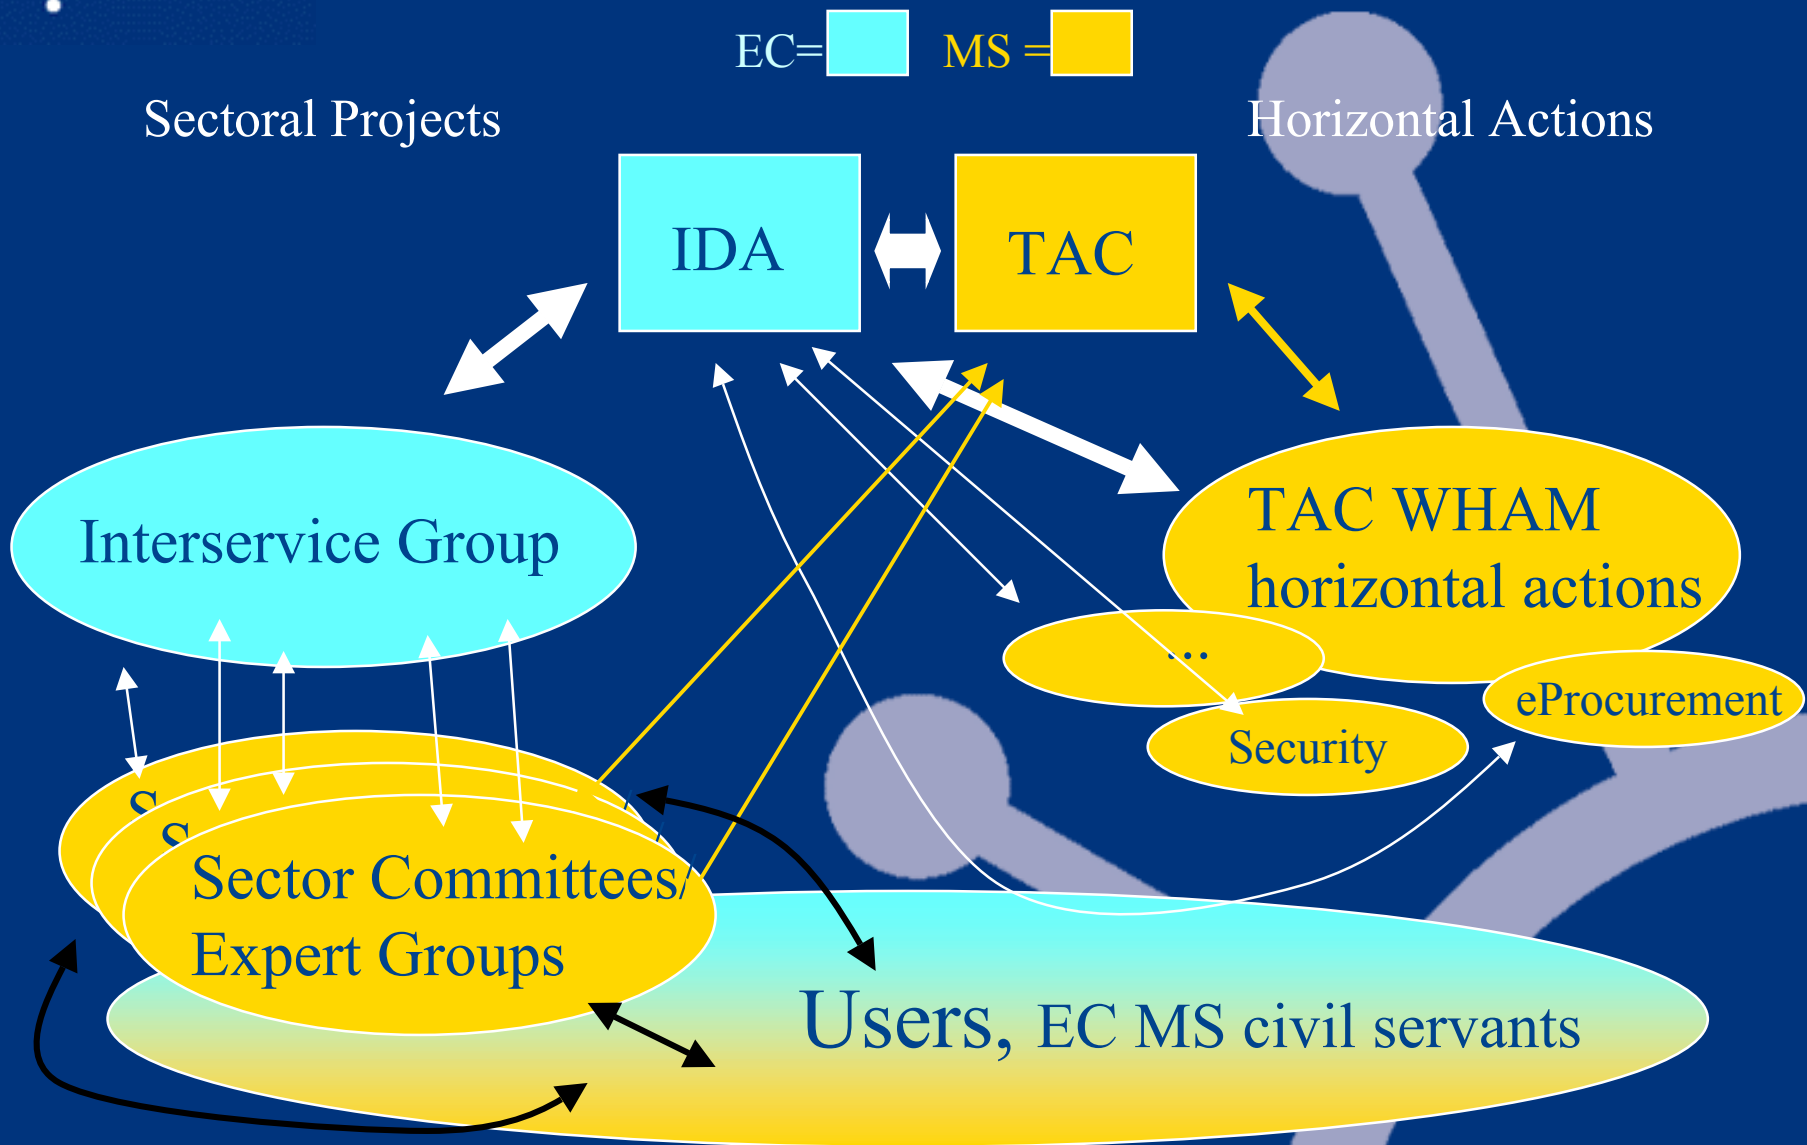 EC=
MS =
Sectoral Projects
Horizontal Actions
IDA
TAC
Interservice Group
TAC WHAM
horizontal actions
...
eProcurement
Security
S
S
Sector Committees/
Expert Groups
Users, EC MS civil servants